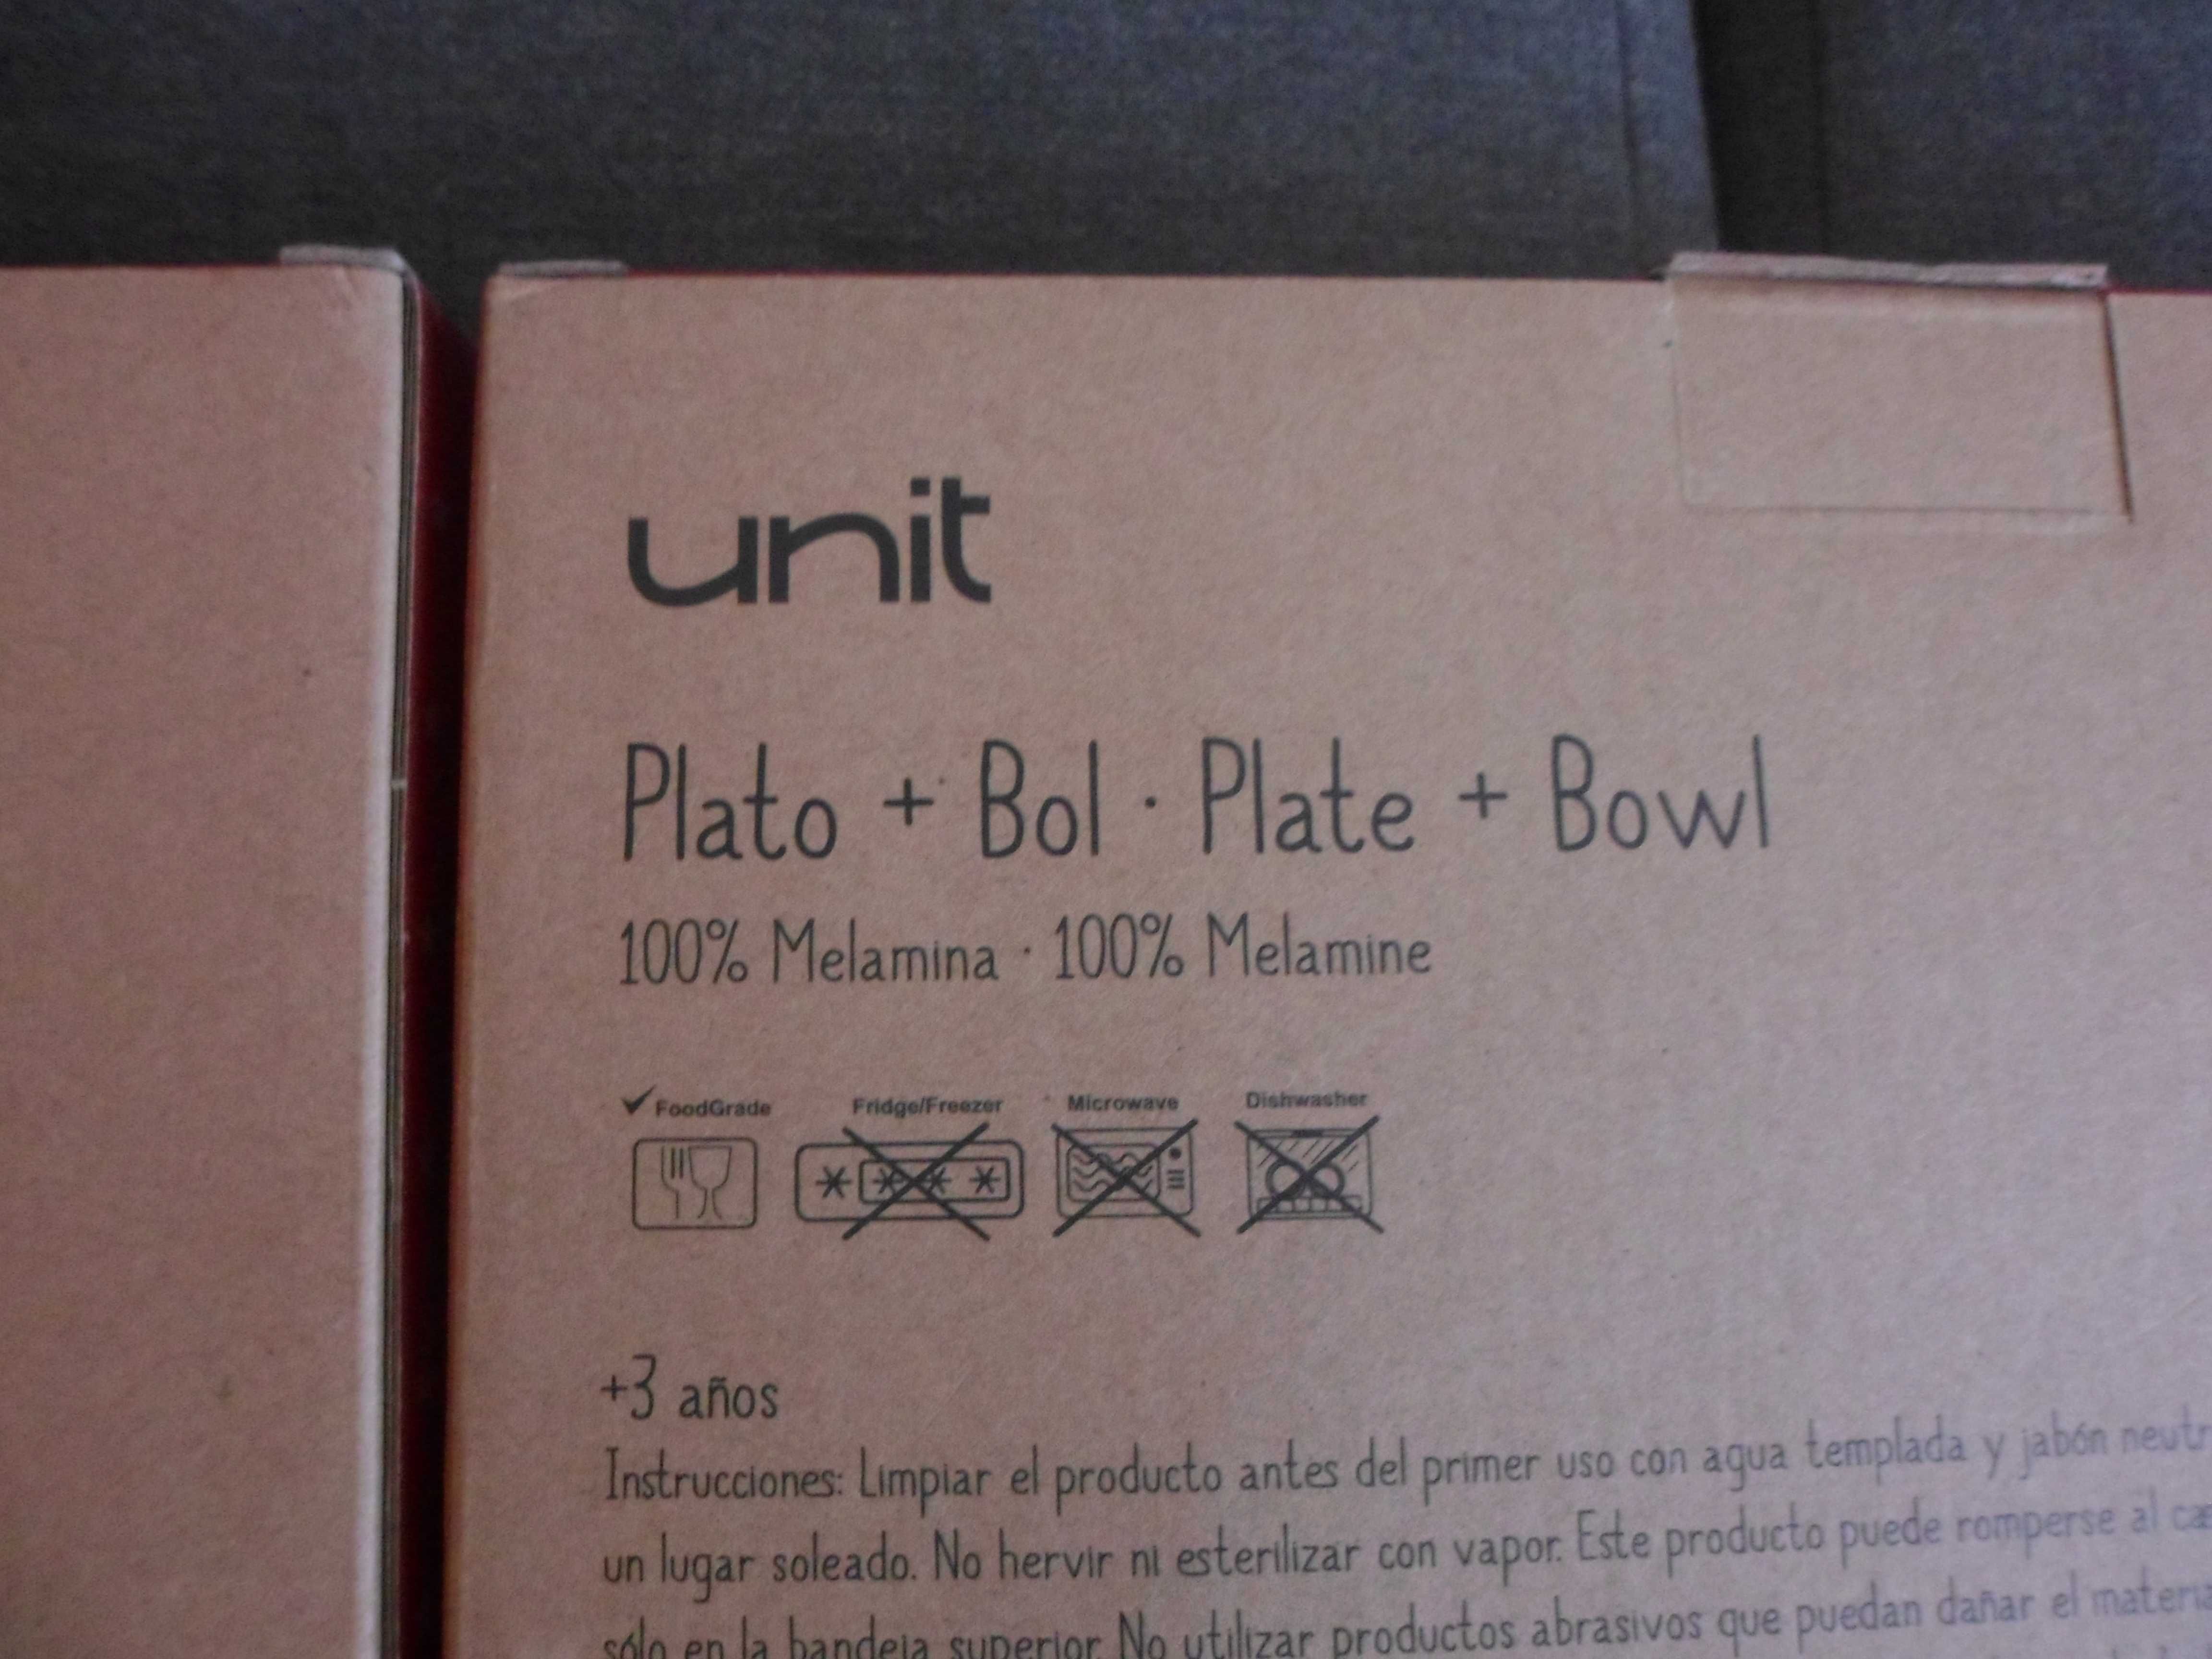 unit
Plato + Bol · Plate + Bowl
100% Melamina · 100% Melamine
FoodGrade Fridge/Freezer Microwave Dishwasher
+3 años
Instrucciones: Limpiar el producto antes del primer uso con agua templada y jabón
un lugar soleado. No hervir ni esterilizar con vapor. Este producto puede romperse al
sólo en la bandeja superior. No utilizar productos abrasivos que puedan dañar el